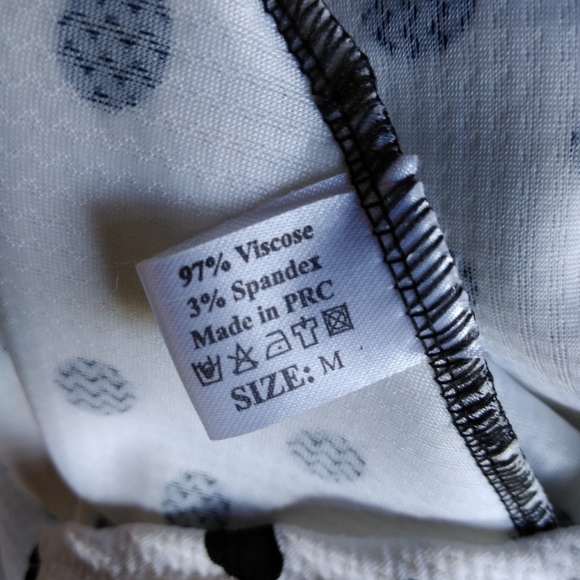 97% Viscose
3% Spandex
Made in PRC
SIZE: M